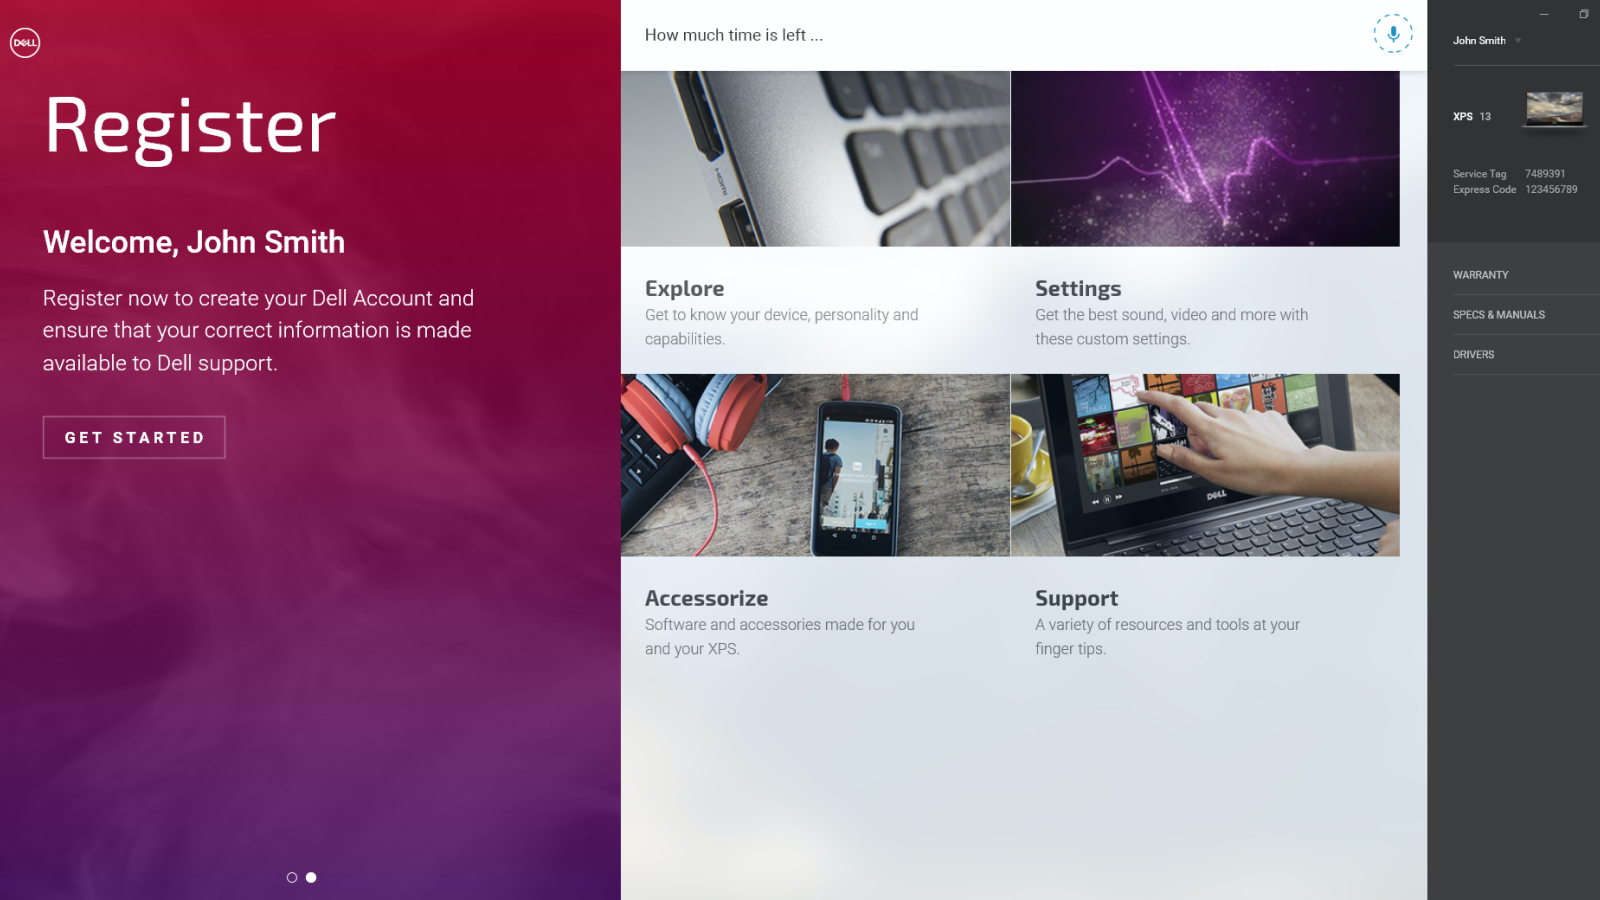 DELL
Register
Welcome, John Smith
Register now to create your Dell Account and
ensure that your correct information is made
available to Dell support.
GET STARTED
How much time is left ...
HDMI
Explore
Get to know your device, personality and
capabilities.
Settings
Get the best sound, video and more with
these custom settings.
DELL
Accessorize
Software and accessories made for you
and your XPS.
Support
A variety of resources and tools at your
finger tips.
John Smith
XPS 13
Service Tag 7489391
Express Code 123456789
WARRANTY
SPECS & MANUALS
DRIVERS